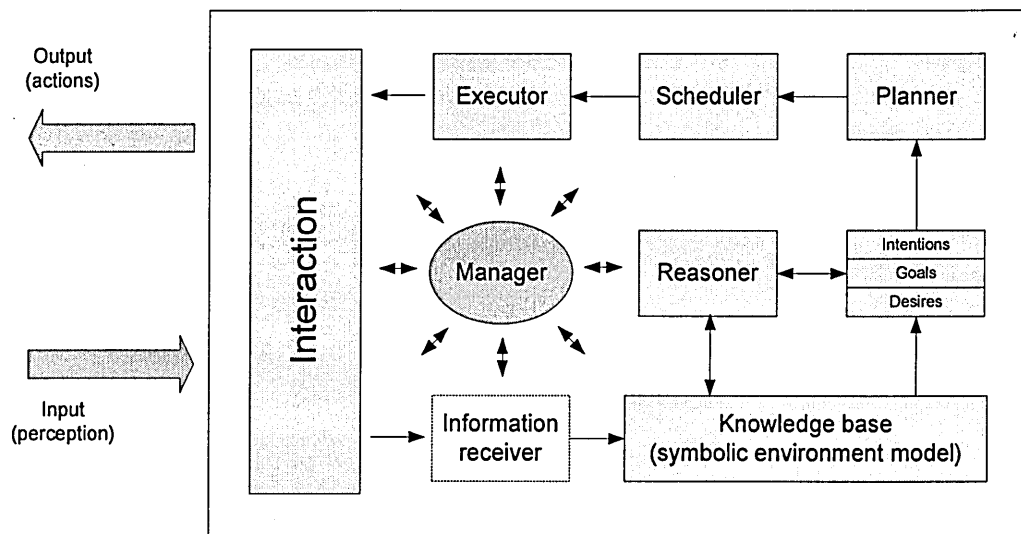 Output
(actions)
Executor
Scheduler
Planner
Interaction
Manager
Reasoner
Intentions
Goals
Desires
Input
(perception)
Information
receiver
Knowledge base
(symbolic environment model)